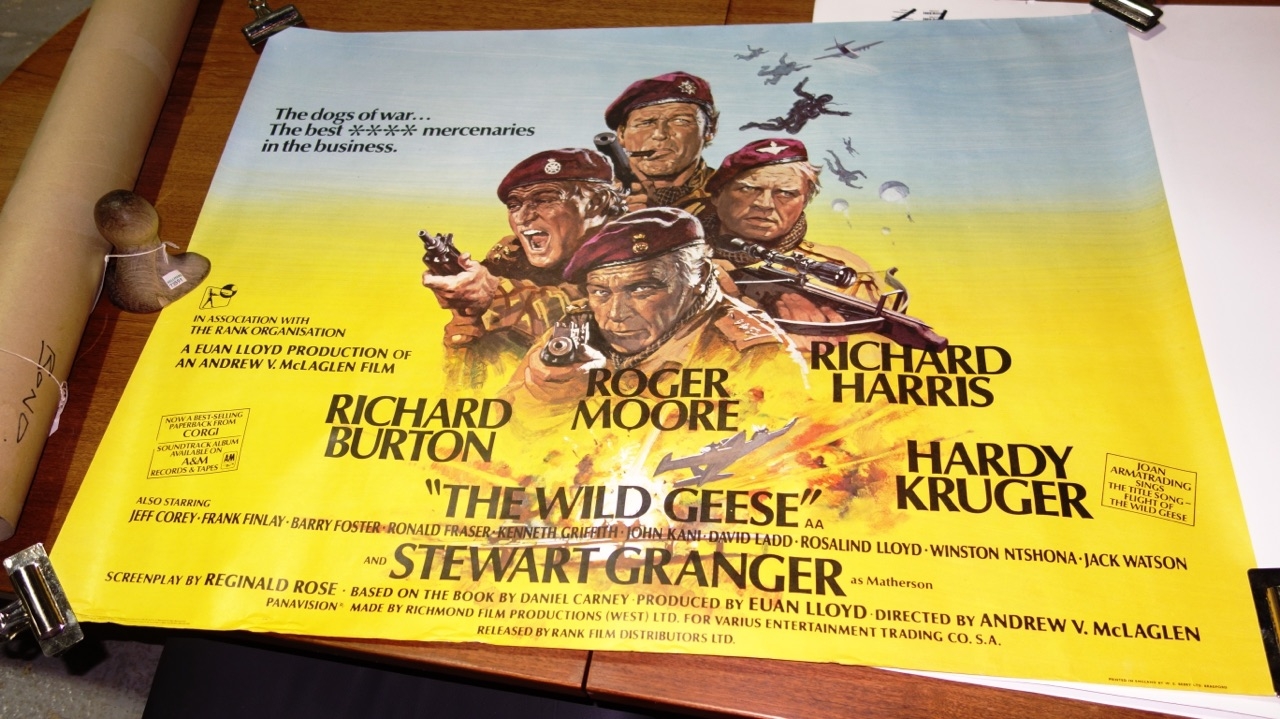 The dogs of war...
The best **** mercenaries
in the business.
IN ASSOCIATION WITH
THE RANK ORGANISATION
A EUAN LLOYD PRODUCTION OF
AN ANDREW V. McLAGLEN FILM
RICHARD
BURTON
ROGER
MOORE
RICHARD
HARRIS
HARDY
KRUGER
NOW A BEST-SELLING
PAPERBACK FROM
CORGI
SOUNDTRACK ALBUM
AVAILABLE ON
A&M
RECORDS & TAPES
JOAN
ARMATRADING
SINGS
THE TITLE SONG–
FLIGHT OF
THE WILD GEESE
"THE WILD GEESE" AA
ALSO STARRING
JEFF COREY · FRANK FINLAY · BARRY FOSTER · RONALD FRASER · KENNETH GRIFFITH · JOHN KANI · DAVID LADD · ROSALIND LLOYD · WINSTON NTSHONA · JACK WATSON
AND STEWART GRANGER as Matherson
SCREENPLAY BY REGINALD ROSE · BASED ON THE BOOK BY DANIEL CARNEY · PRODUCED BY EUAN LLOYD · DIRECTED BY ANDREW V. McLAGLEN
PANAVISION® MADE BY RICHMOND FILM PRODUCTIONS (WEST) LTD. FOR VARIUS ENTERTAINMENT TRADING CO. S.A.
RELEASED BY RANK FILM DISTRIBUTORS LTD.
BOND